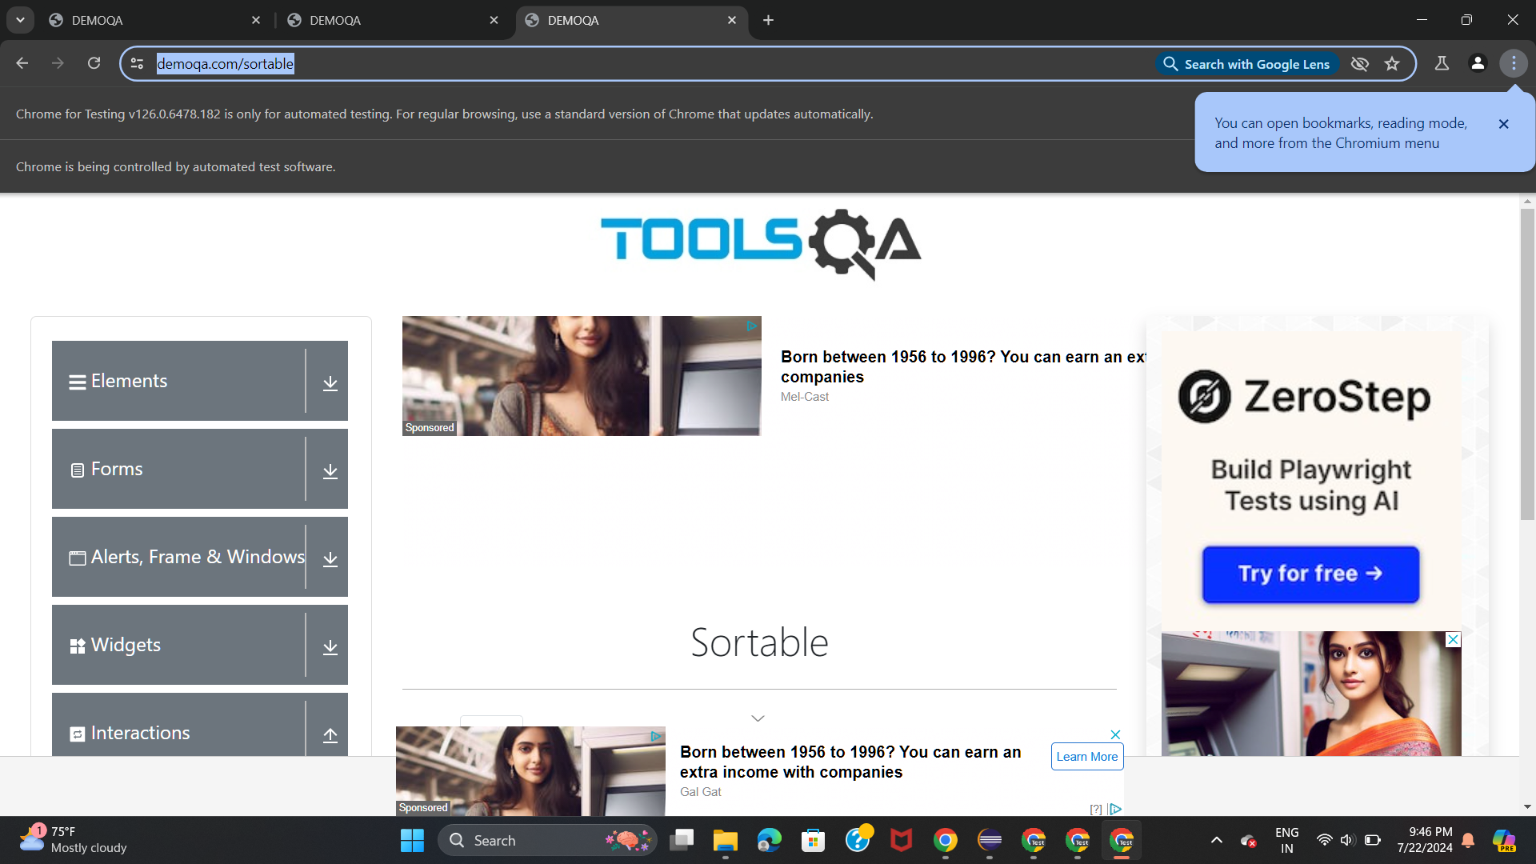 DEMOQA
DEMOQA
DEMOQA
demoqa.com/sortable
Search with Google Lens
Chrome for Testing v126.0.6478.182 is only for automated testing. For regular browsing, use a standard version of Chrome that updates automatically.
You can open bookmarks, reading mode,
and more from the Chromium menu
Chrome is being controlled by automated test software.
TOOLSQA
Elements
Forms
Alerts, Frame & Windows
Widgets
Interactions
Sponsored
Born between 1956 to 1996? You can earn an ex
companies
Mel-Cast
Sortable
Sponsored
Born between 1956 to 1996? You can earn an
extra income with companies
Gal Gat
Learn More
[?]
ZeroStep
Build Playwright
Tests using AI
Try for free →
1
75°F
Mostly cloudy
Search
Test
Test
Test
ENG
IN
9:46 PM
7/22/2024
PRE